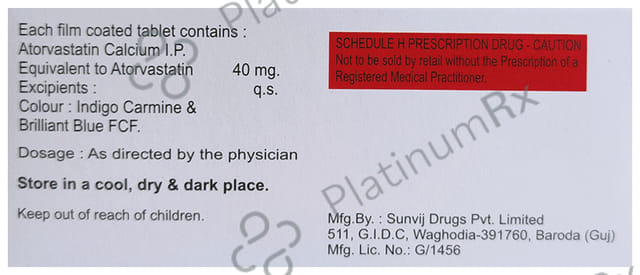 Each film coated tablet contains :
Atorvastatin Calcium I.P.
Equivalent to Atorvastatin 40 mg.
Excipients : q.s.
Colour : Indigo Carmine &
Brilliant Blue FCF.
Dosage : As directed by the physician
Store in a cool, dry & dark place.
Keep out of reach of children.
SCHEDULE H PRESCRIPTION DRUG - CAUTION
Not to be sold by retail without the Prescription of a
Registered Medical Practitioner.
Mfg.By. : Sunvij Drugs Pvt. Limited
511, G.I.D.C, Waghodia-391760, Baroda (Guj)
Mfg. Lic. No.: G/1456
PlatinumRx